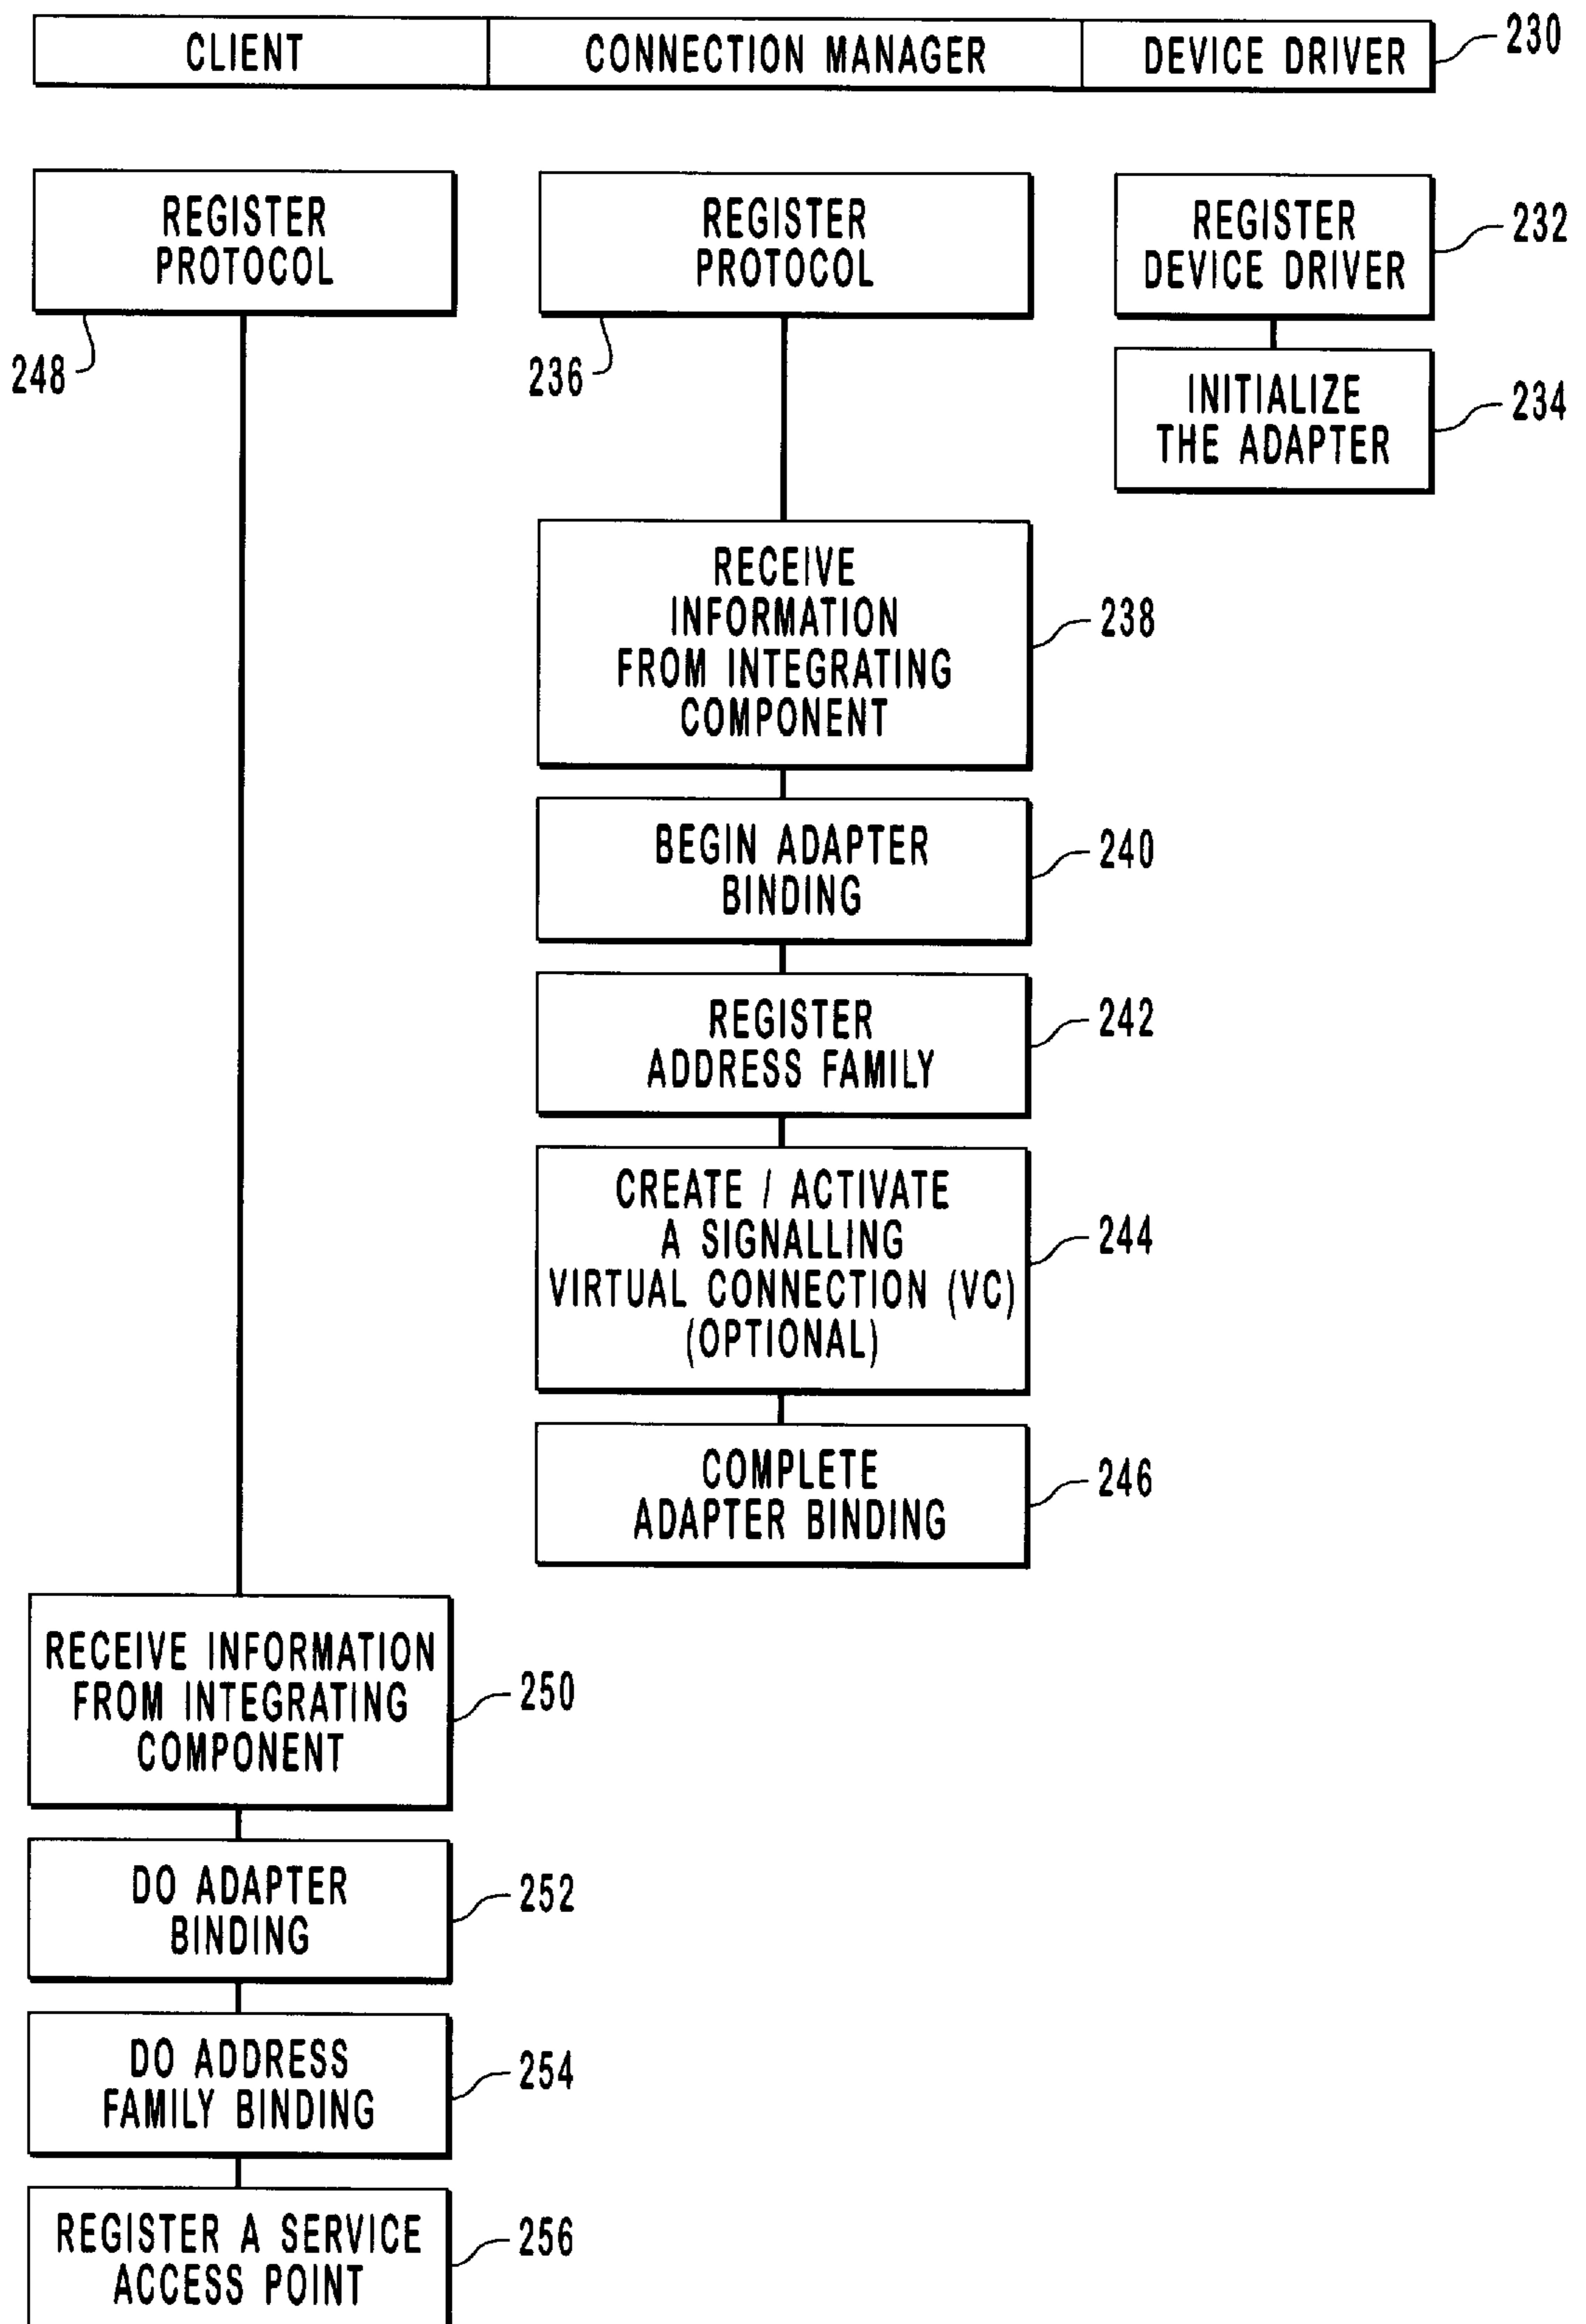 CLIENT
CONNECTION MANAGER
DEVICE DRIVER
230
REGISTER
PROTOCOL
248
REGISTER
PROTOCOL
236
REGISTER
DEVICE DRIVER
232
INITIALIZE
THE ADAPTER
234
RECEIVE
INFORMATION
FROM INTEGRATING
COMPONENT
238
BEGIN ADAPTER
BINDING
240
REGISTER
ADDRESS FAMILY
242
CREATE / ACTIVATE
A SIGNALLING
VIRTUAL CONNECTION (VC)
(OPTIONAL)
244
COMPLETE
ADAPTER BINDING
246
RECEIVE INFORMATION
FROM INTEGRATING
COMPONENT
250
DO ADAPTER
BINDING
252
DO ADDRESS
FAMILY BINDING
254
REGISTER A SERVICE
ACCESS POINT
256